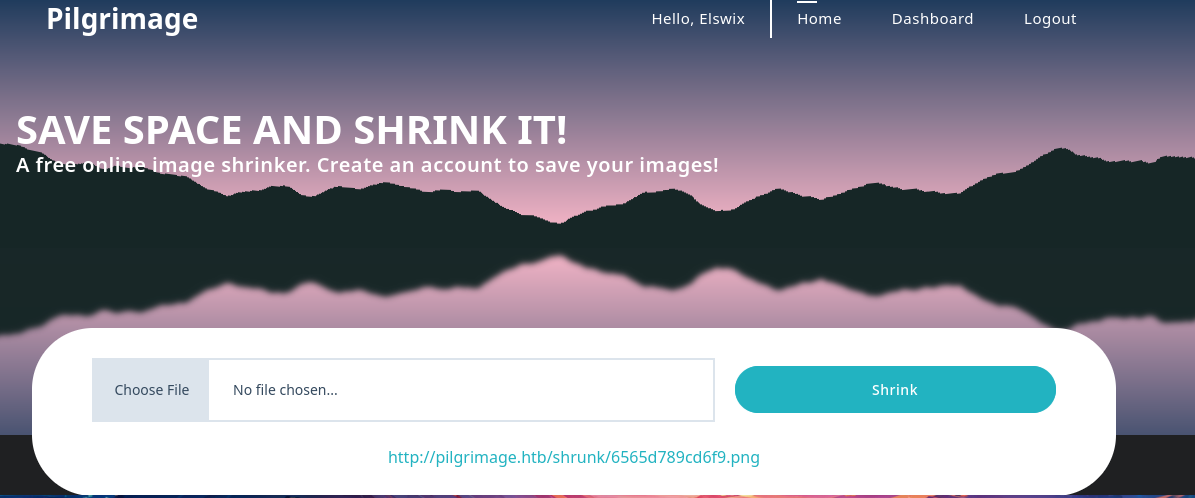 Pilgrimage
Hello, Elswix
Home
Dashboard
Logout
SAVE SPACE AND SHRINK IT!
A free online image shrinker. Create an account to save your images!
Choose File
No file chosen...
Shrink
http://pilgrimage.htb/shrunk/6565d789cd6f9.png